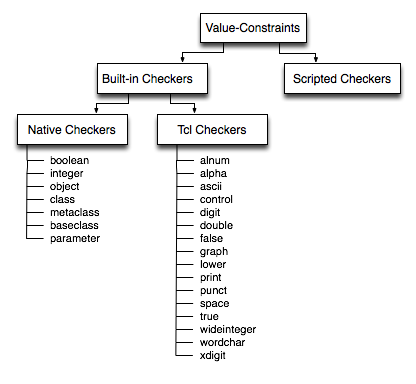 Value-Constraints
Built-in Checkers
Scripted Checkers
Native Checkers
Tcl Checkers
boolean
integer
object
class
metaclass
baseclass
parameter
alnum
alpha
ascii
control
digit
double
false
graph
lower
print
punct
space
true
wideinteger
wordchar
xdigit